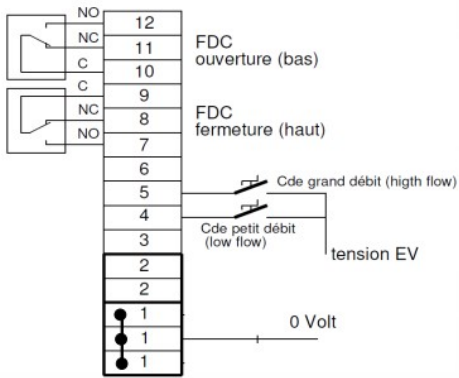 NO 12
NC 11
C 10
FDC
ouverture (bas)
C 9
NC 8
NO 7
FDC
fermeture (haut)
6
5
Cde grand débit (higth flow)
4
Cde petit débit
(low flow)
3
tension EV
2
2
1
1
0 Volt
1